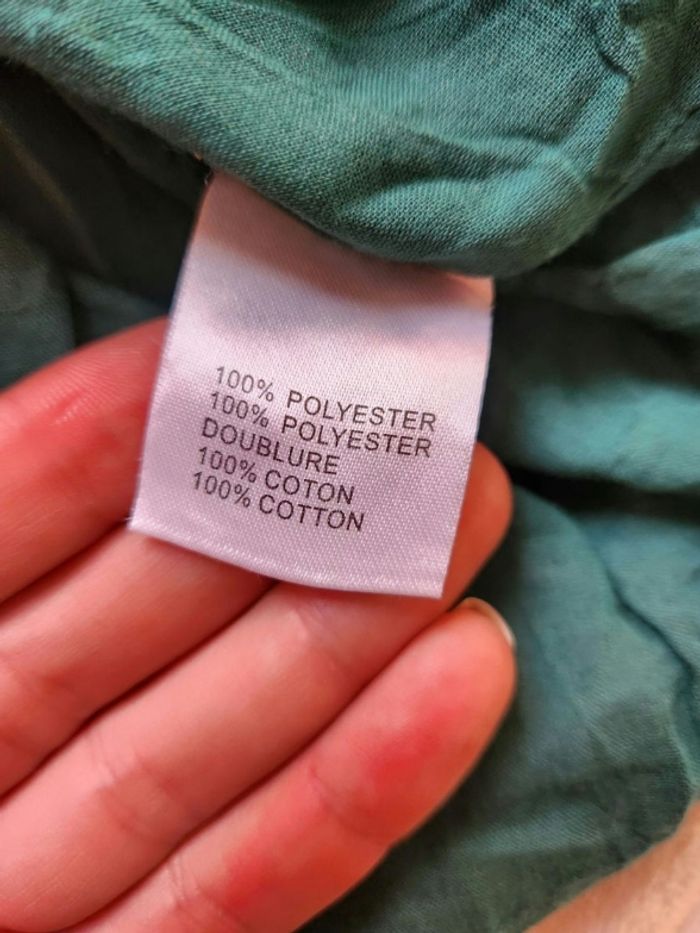 100% POLYESTER
100% POLYESTER
DOUBLURE
100% COTON
100% COTTON